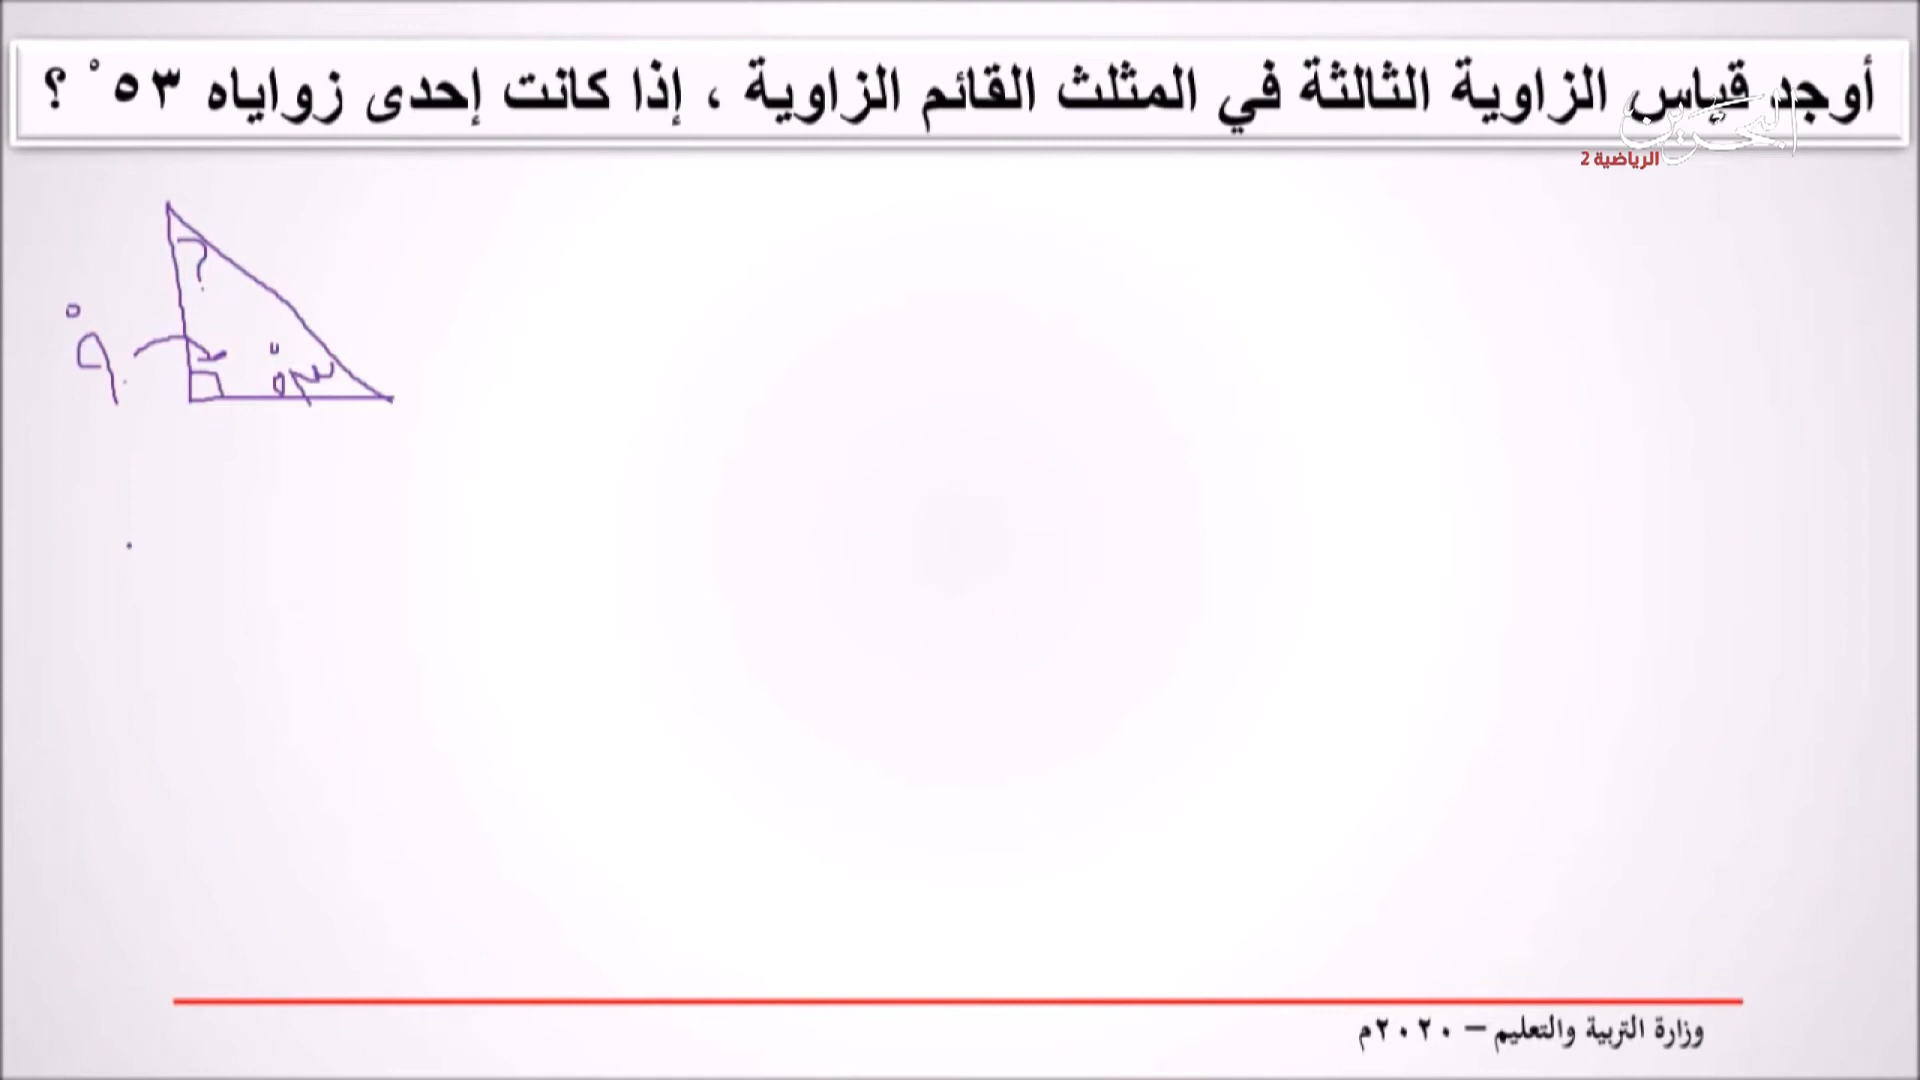 أوجد قياس الزاوية الثالثة في المثلث القائم الزاوية ، إذا كانت إحدى زواياه ٥٣ ° ؟
البحرين
الرياضية 2
?
٩٠°
٥٣°
وزارة التربية والتعليم – ٢٠٢٠م